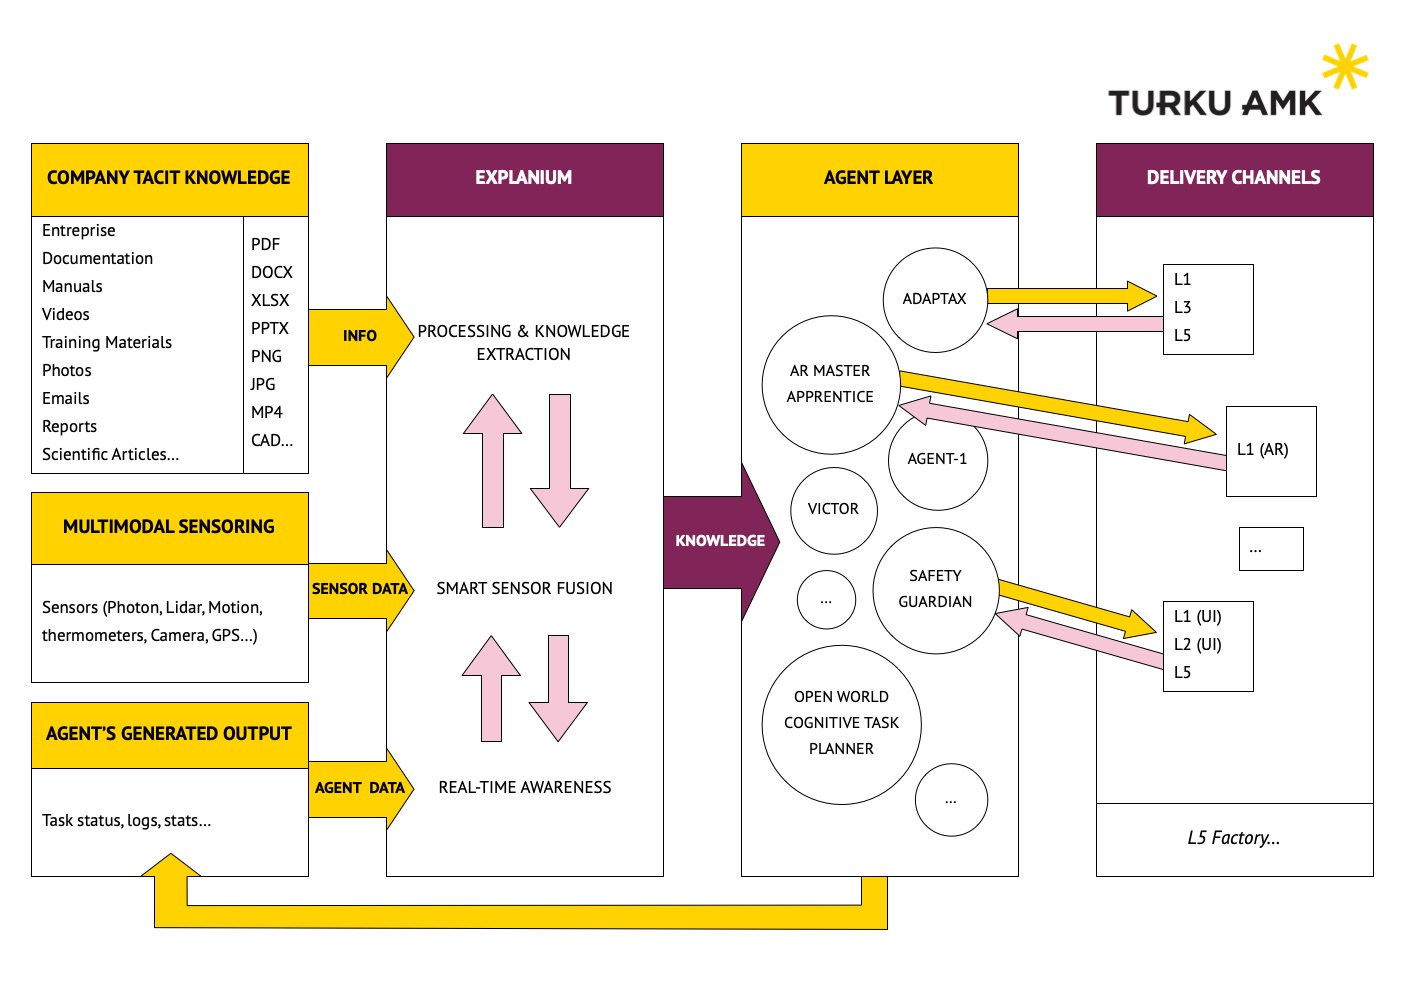 TURKU AMK
COMPANY TACIT KNOWLEDGE
Entreprise
Documentation
Manuals
Videos
Training Materials
Photos
Emails
Reports
Scientific Articles...
PDF
DOCX
XLSX
PPTX
PNG
JPG
MP4
CAD...
INFO
MULTIMODAL SENSORING
Sensors (Photon, Lidar, Motion,
thermometers, Camera, GPS...)
SENSOR DATA
AGENT'S GENERATED OUTPUT
Task status, logs, stats...
AGENT DATA
EXPLANIUM
PROCESSING & KNOWLEDGE
EXTRACTION
SMART SENSOR FUSION
REAL-TIME AWARENESS
KNOWLEDGE
AGENT LAYER
ADAPTAX
AR MASTER
APPRENTICE
AGENT-1
VICTOR
...
SAFETY
GUARDIAN
OPEN WORLD
COGNITIVE TASK
PLANNER
...
DELIVERY CHANNELS
L1
L3
L5
L1 (AR)
...
L1 (UI)
L2 (UI)
L5
L5 Factory...